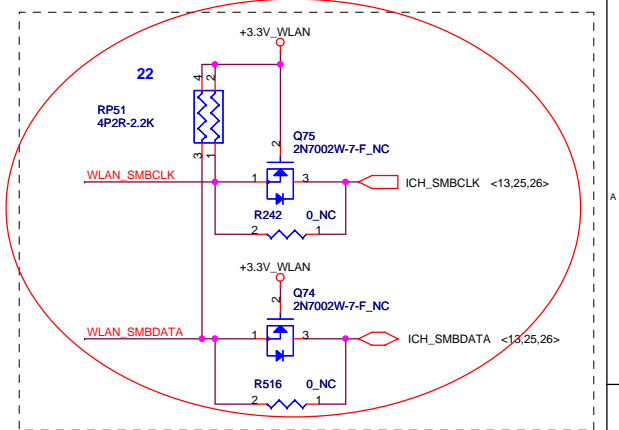 +3.3V_WLAN
22
4
2
RP51
4P2R-2.2K
3
1
2
Q75
2N7002W-7-F_NC
WLAN_SMBCLK
1
3
ICH_SMBCLK <13,25,26>
R242
0_NC
2
1
A
+3.3V_WLAN
2
Q74
2N7002W-7-F_NC
WLAN_SMBDATA
1
3
ICH_SMBDATA <13,25,26>
R516
0_NC
2
1